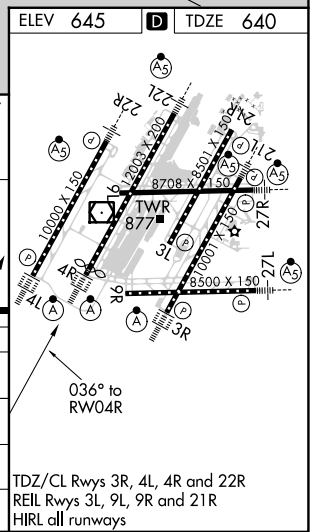 ELEV 645
D
TDZE 640
A5
22R
22L
21R
21L
A5
P
12003 X 200
8501 X 150
A5
A5
P
10000 X 150
9L
8708 X 150
P
27R
TWR
877
P
3L
P
10001 X 150
27L
A5
4R
4L
9R
8500 X 150
P
A
A
A
3R
036° to
RW04R
TDZ/CL Rwys 3R, 4L, 4R and 22R
REIL Rwys 3L, 9L, 9R and 21R
HIRL all runways